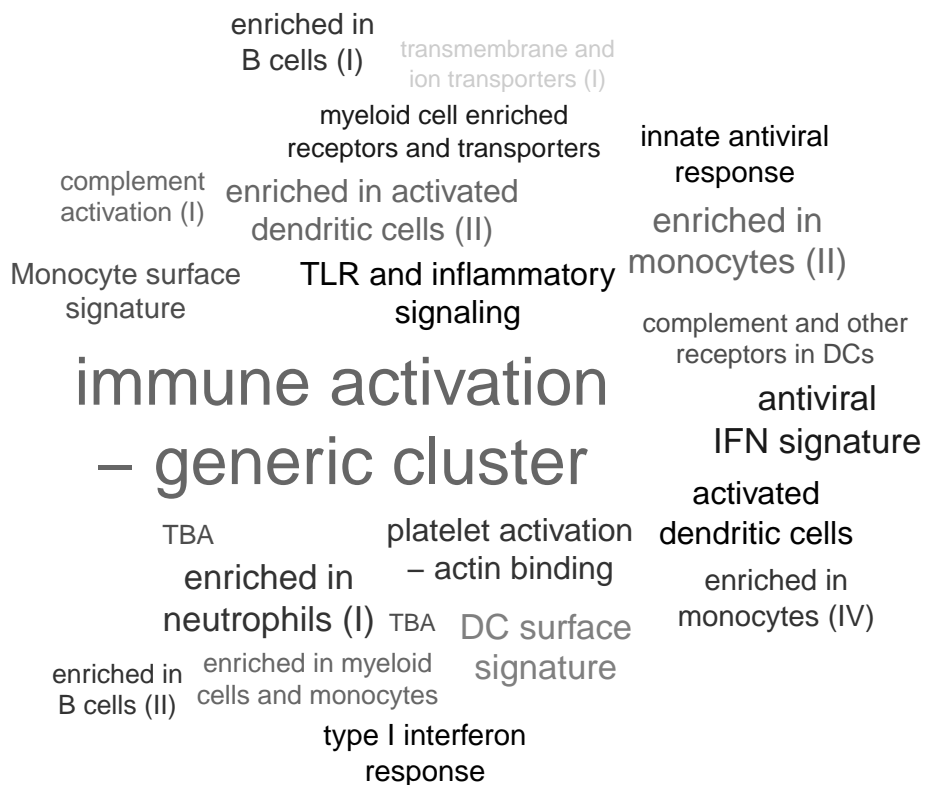 enriched in
B cells (I)
transmembrane and
ion transporters (I)
myeloid cell enriched
receptors and transporters
innate antiviral
response
complement
activation (I)
enriched in activated
dendritic cells (II)
enriched in
monocytes (II)
Monocyte surface
signature
TLR and inflammatory
signaling
complement and other
receptors in DCs
immune activation
– generic cluster
antiviral
IFN signature
activated
dendritic cells
TBA
platelet activation
– actin binding
enriched in
neutrophils (I)
TBA
enriched in
monocytes (IV)
DC surface
signature
enriched in
B cells (II)
enriched in myeloid
cells and monocytes
type I interferon
response